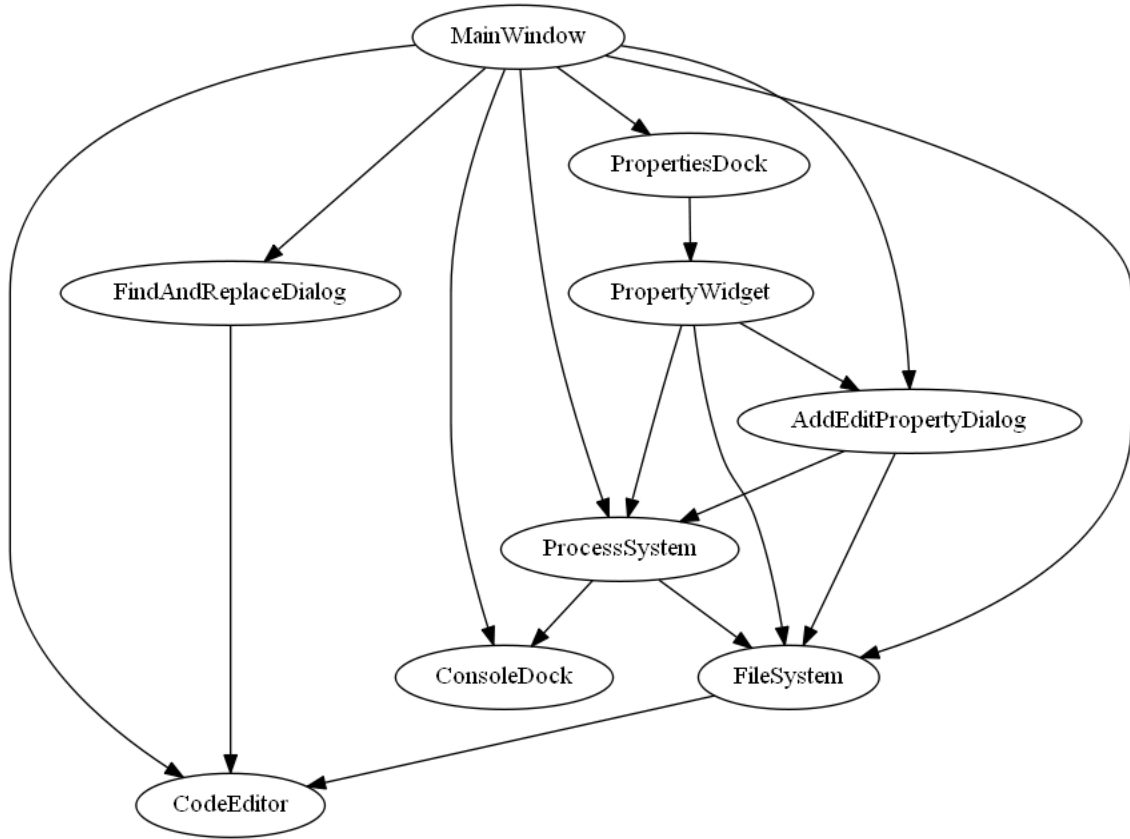 MainWindow
PropertiesDock
FindAndReplaceDialog
PropertyWidget
AddEditPropertyDialog
ProcessSystem
ConsoleDock
FileSystem
CodeEditor